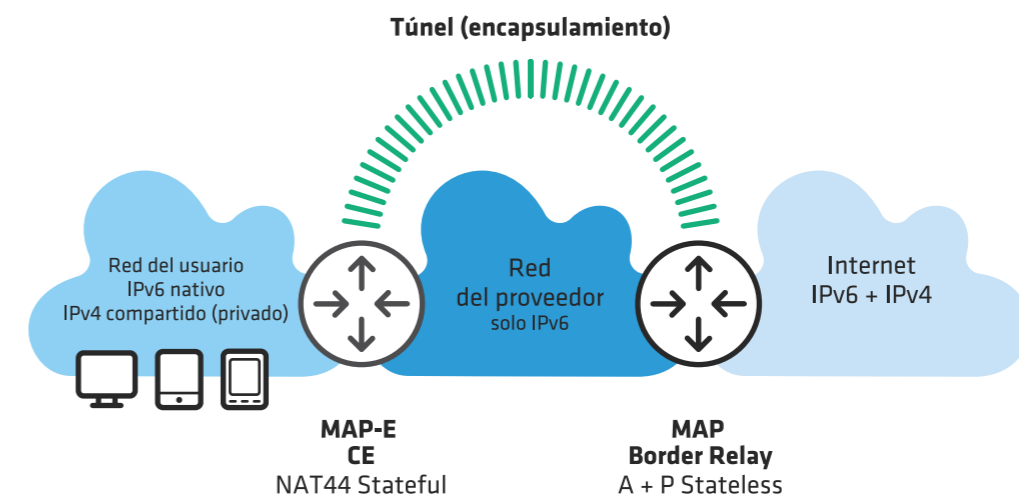 Túnel (encapsulamiento)
Red del usuario
IPv6 nativo
IPv4 compartido (privado)
Red
del proveedor
solo IPv6
Internet
IPv6 + IPv4
MAP-E
CE
NAT44 Stateful
MAP
Border Relay
A + P Stateless